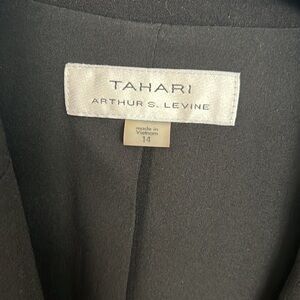 TAHARI
ARTHUR S. LEVINE
made in
Vietnam
14